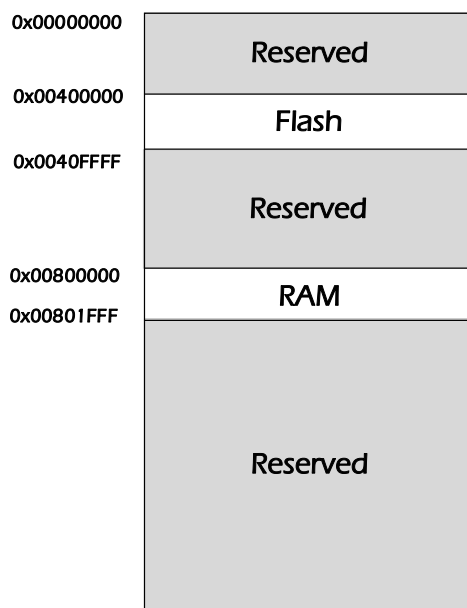 0x00000000
Reserved
0x00400000
Flash
0x0040FFFF
Reserved
0x00800000
RAM
0x00801FFF
Reserved